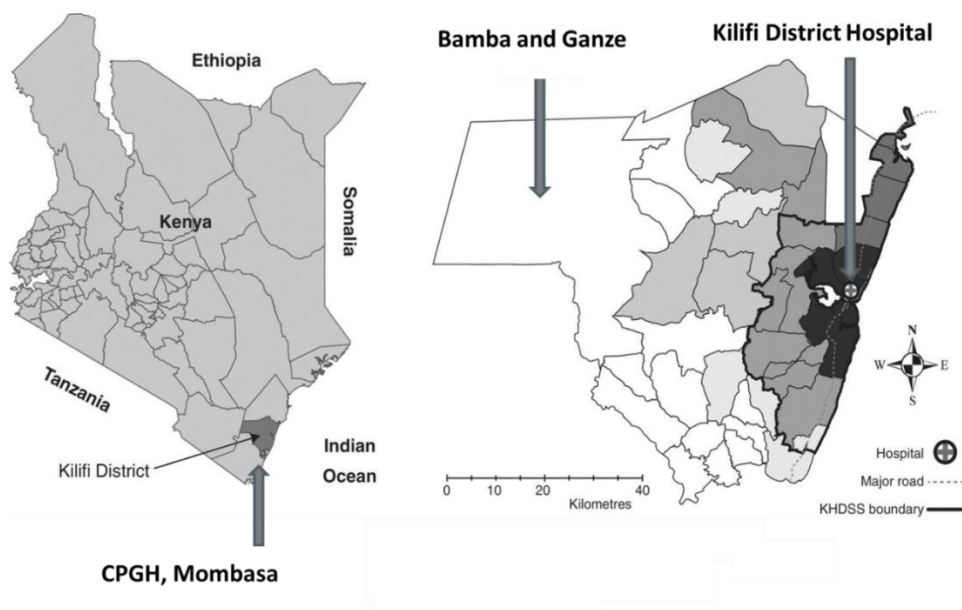 Ethiopia
Somalia
Kenya
Tanzania
Kilifi District
Indian
Ocean
CPGH, Mombasa
Bamba and Ganze
Kilifi District Hospital
N
W E
S
Hospital
Major road
KHDSS boundary
0 10 20 40
Kilometres